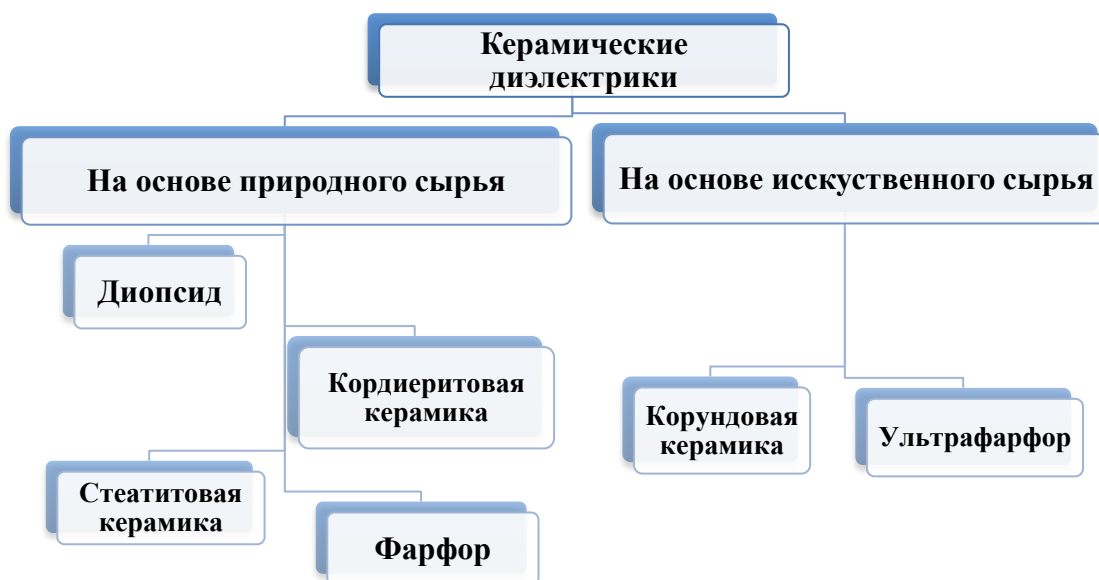 Керамические
диэлектрики
На основе природного сырья
На основе исскуственного сырья
Диопсид
Кордиеритовая
керамика
Корундовая
керамика
Ультрафарфор
Стеатитовая
керамика
Фарфор